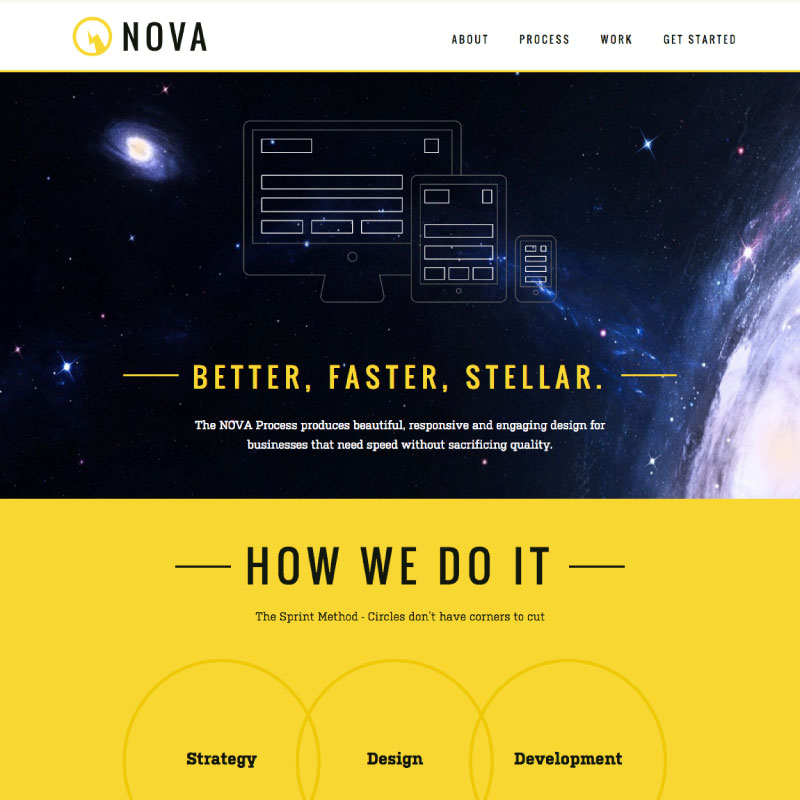 NOVA
ABOUT PROCESS WORK GET STARTED
BETTER, FASTER, STELLAR.
The NOVA Process produces beautiful, responsive and engaging design for
businesses that need speed without sacrificing quality.
HOW WE DO IT
The Sprint Method - Circles don't have corners to cut
Strategy Design Development